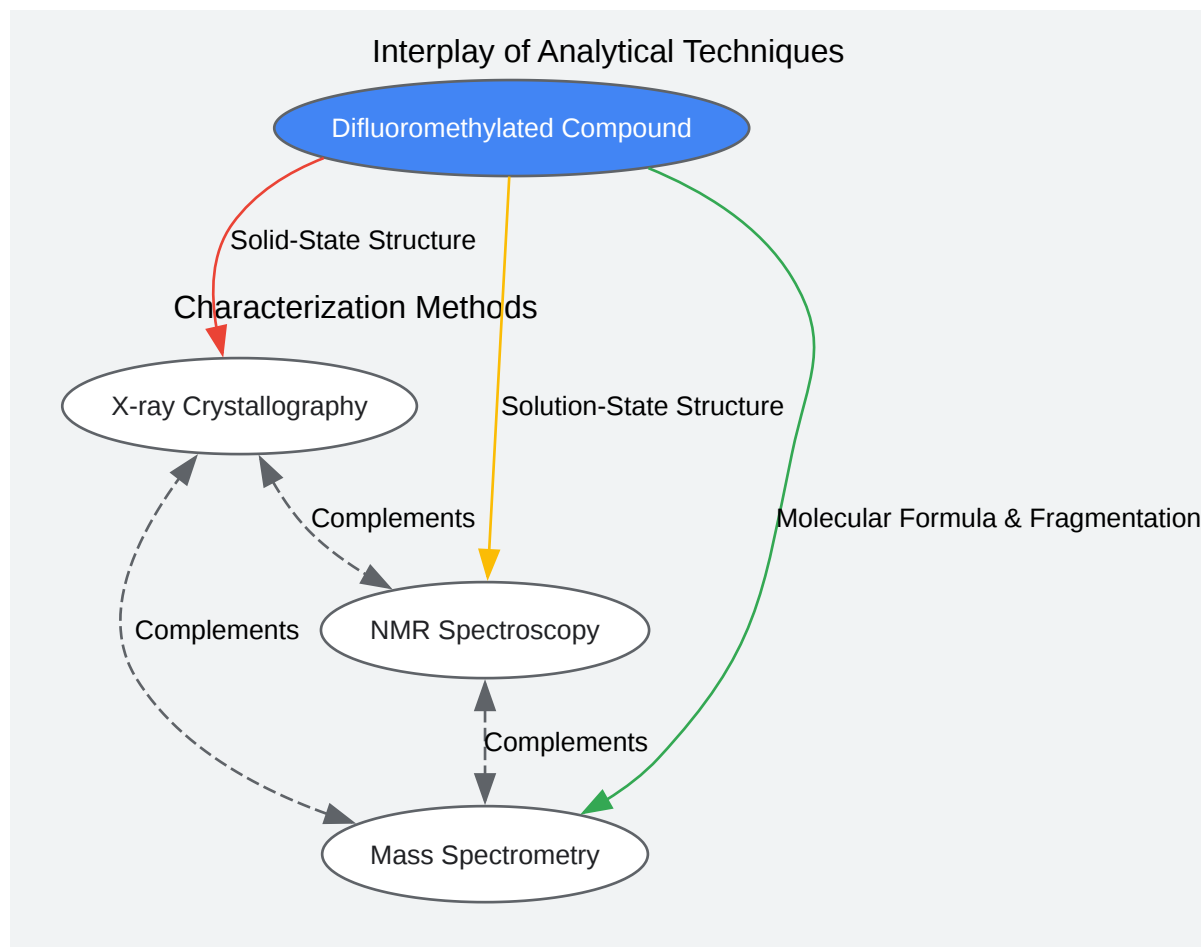 Interplay of Analytical Techniques
Difluoromethylated Compound
Solid-State Structure
Characterization Methods
X-ray Crystallography
Solution-State Structure
Complements
Molecular Formula & Fragmentation
Complements
NMR Spectroscopy
Complements
Mass Spectrometry